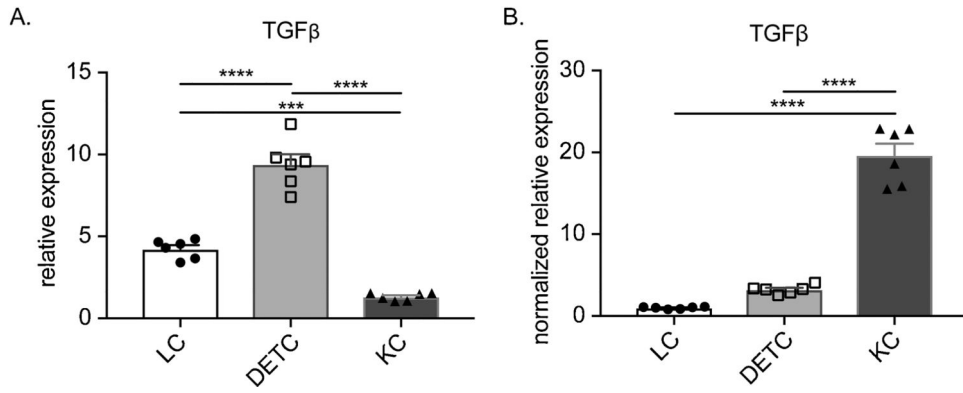 A.
TGFβ
relative expression
15
10
5
0
****
****
***
LC
DETC
KC
B.
TGFβ
normalized relative expression
30
20
10
0
****
****
LC
DETC
KC